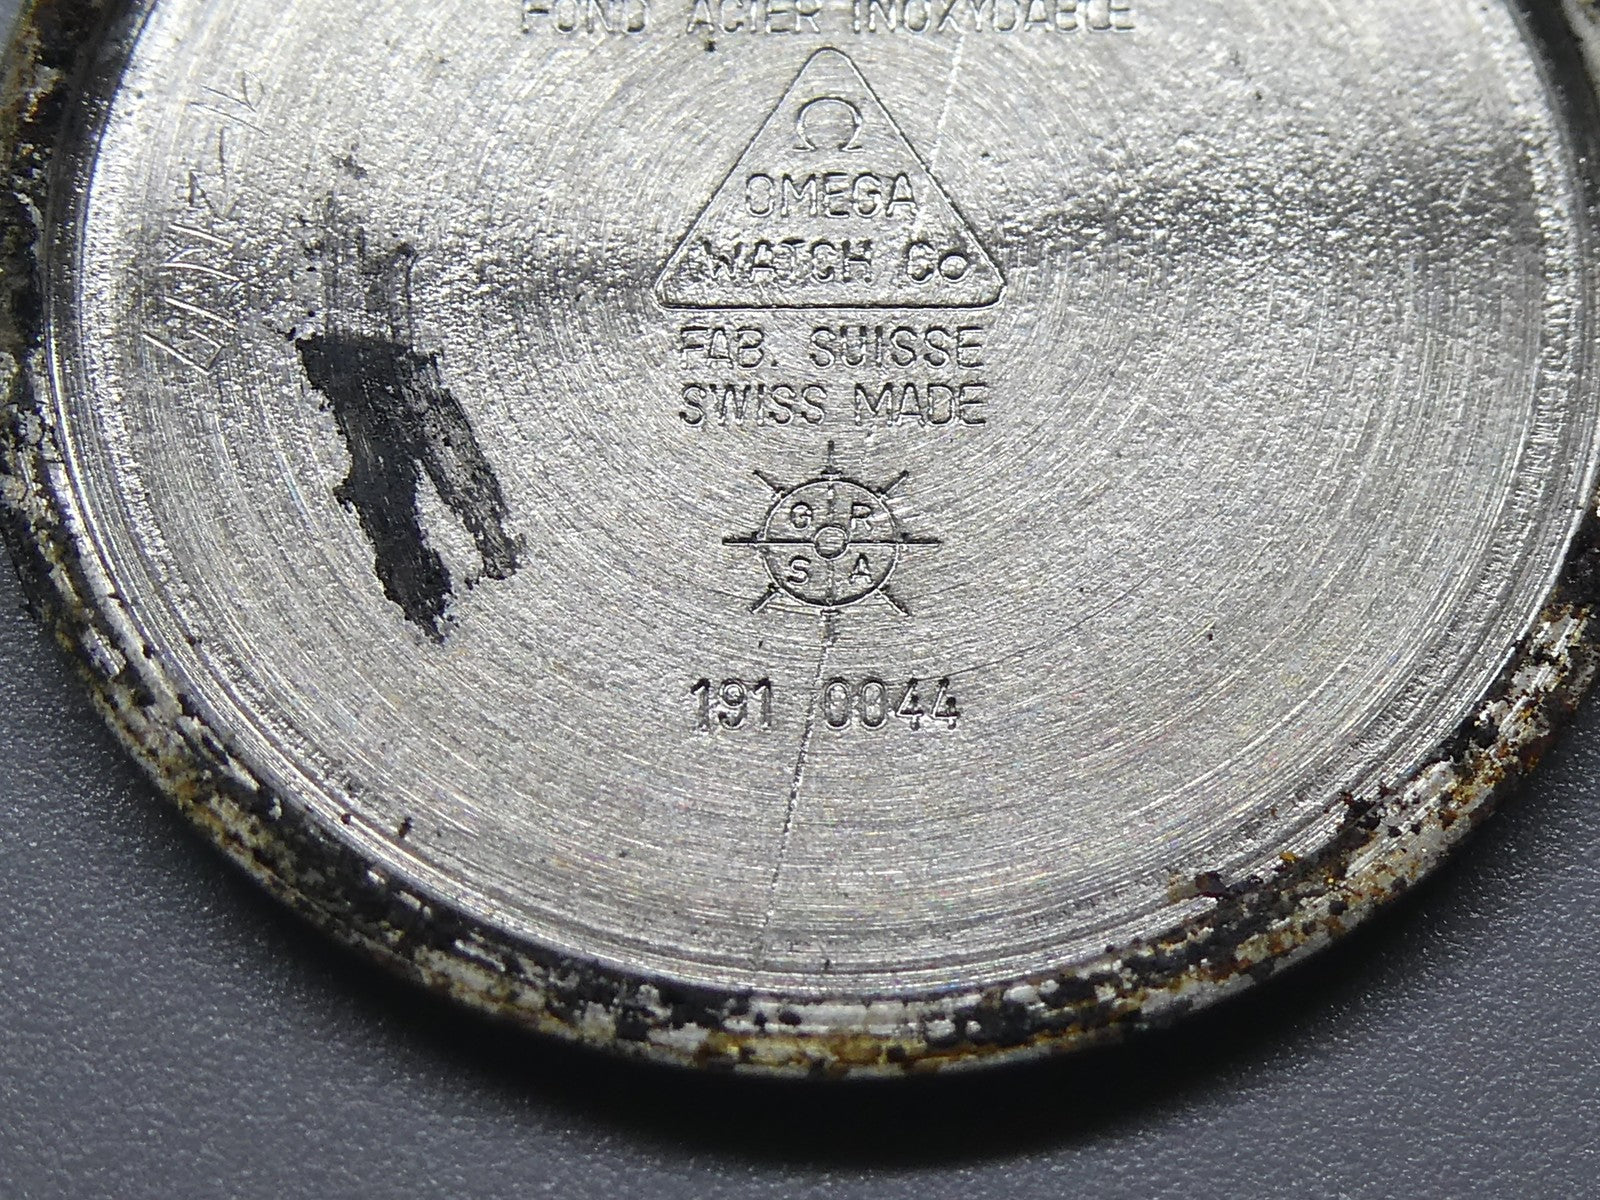 FOND ACIER INOXYDABLE
Ω
OMEGA
WATCH Co
FAB. SUISSE
SWISS MADE
G R
S A
191 0044